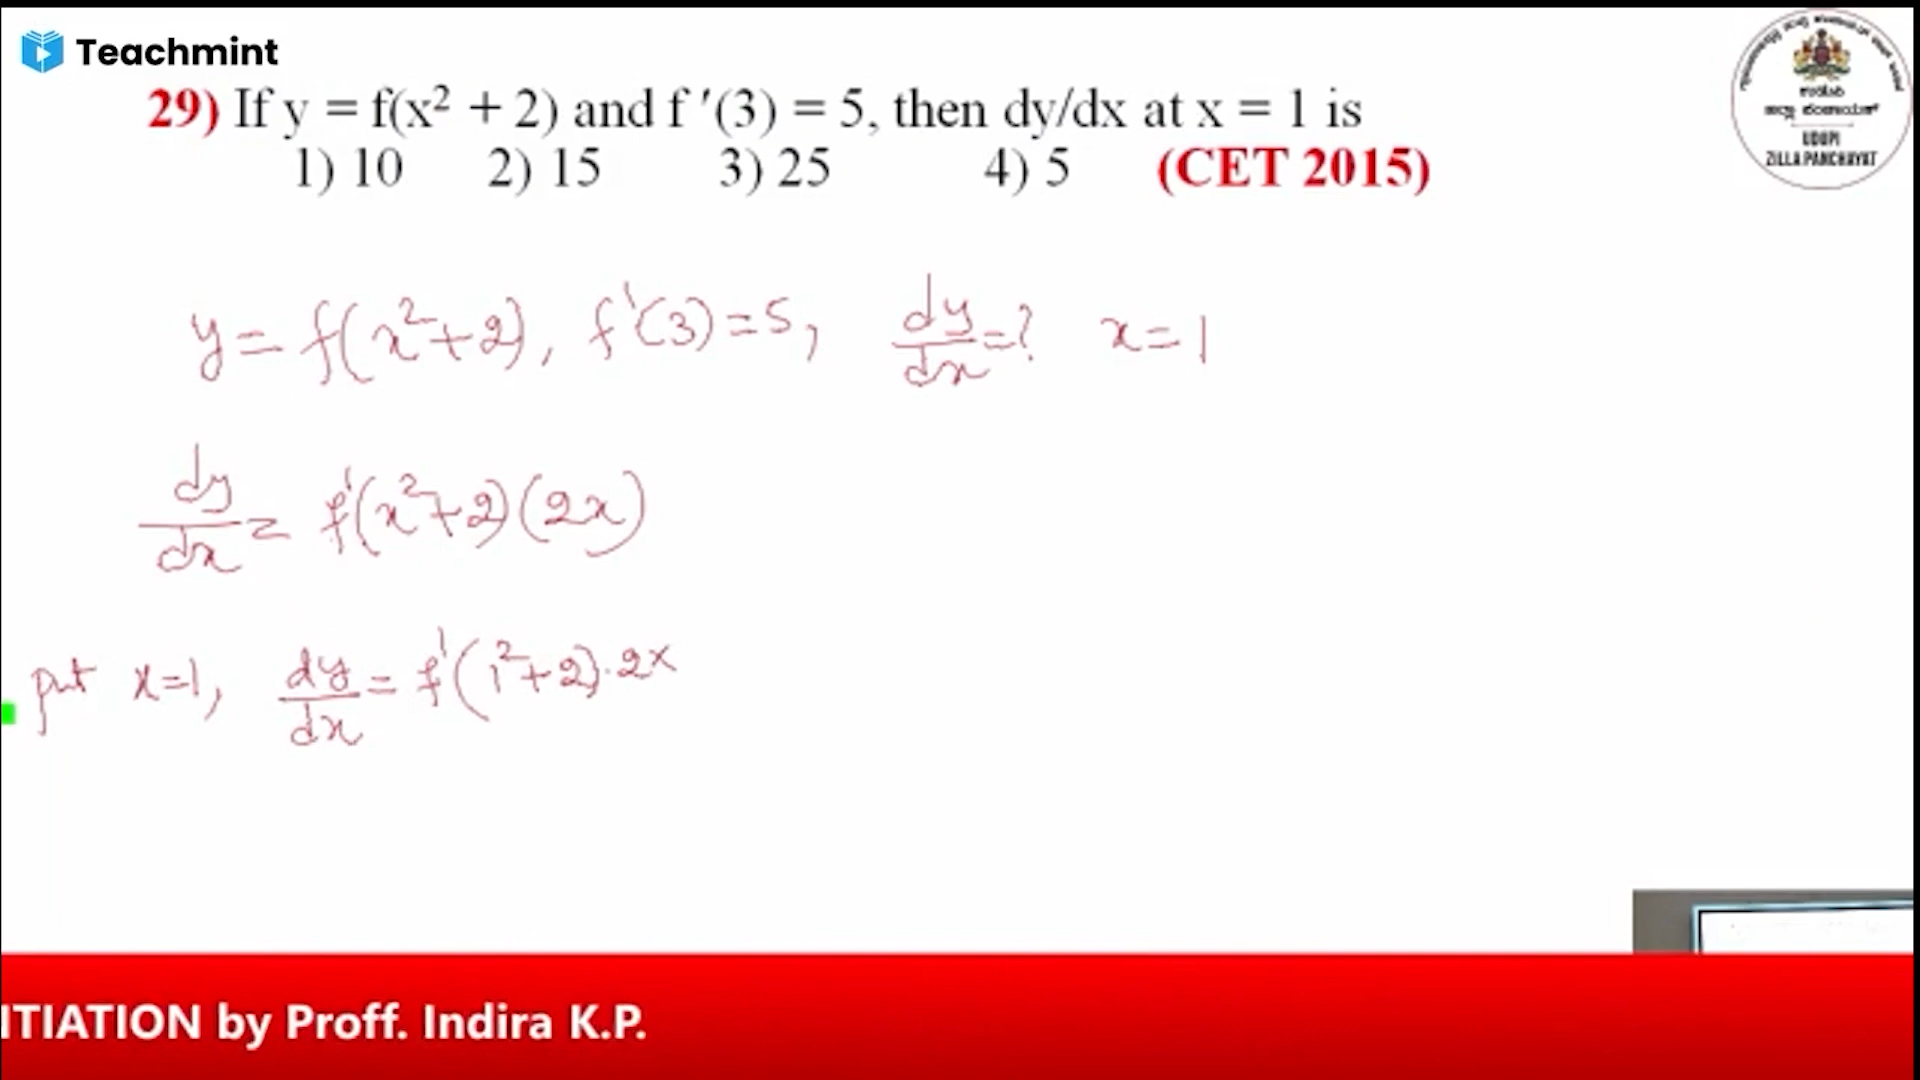 Teachmint
29) If y = f(x² + 2) and f ′(3) = 5, then dy/dx at x = 1 is
1) 10 2) 15 3) 25 4) 5 (CET 2015)
UDUPI
ZILLA PANCHAYAT
y = f(x²+2), f'(3) = 5, dy/dx = ? x = 1
dy/dx = f'(x²+2)(2x)
put x=1, dy/dx = f'(1²+2).2x
ITIATION by Proff. Indira K.P.